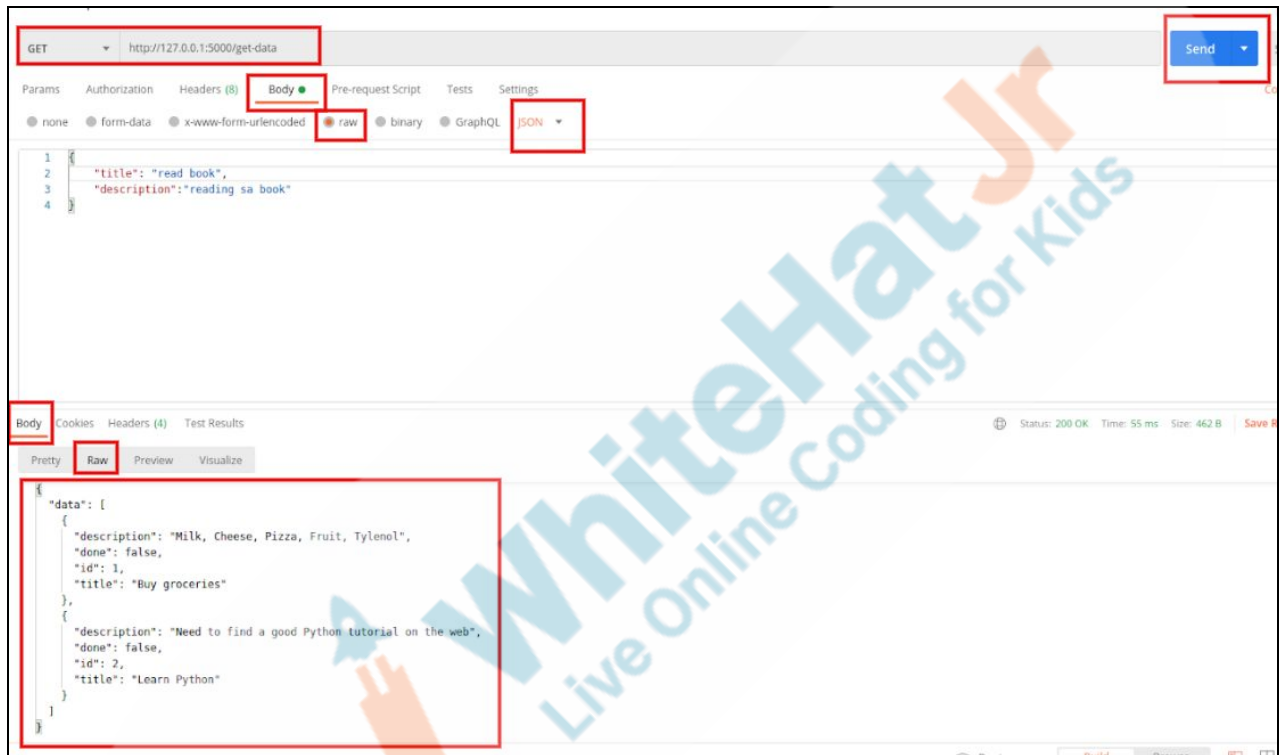 GET http://127.0.0.1:5000/get-data Send
Params Authorization Headers (8) Body Pre-request Script Tests Settings
none form-data x-www-form-urlencoded raw binary GraphQL JSON
1 {
2 "title": "read book",
3 "description":"reading sa book"
4 }
Body Cookies Headers (4) Test Results Status: 200 OK Time: 55 ms Size: 462 B Save R
Pretty Raw Preview Visualize
{
"data": [
{
"description": "Milk, Cheese, Pizza, Fruit, Tylenol",
"done": false,
"id": 1,
"title": "Buy groceries"
},
{
"description": "Need to find a good Python tutorial on the web",
"done": false,
"id": 2,
"title": "Learn Python"
}
]
}
WhiteHat Jr
Live Online Coding for Kids